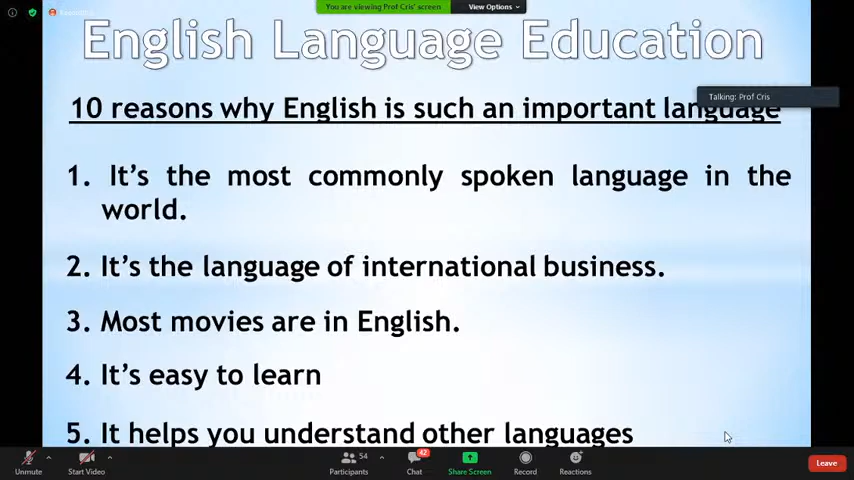 Recording
You are viewing Prof Cris' screen
View Options
English Language Education
Talking: Prof Cris
10 reasons why English is such an important language
1. It's the most commonly spoken language in the
world.
2. It's the language of international business.
3. Most movies are in English.
4. It's easy to learn
5. It helps you understand other languages
Unmute
Start Video
54
Participants
42
Chat
Share Screen
Record
Reactions
Leave